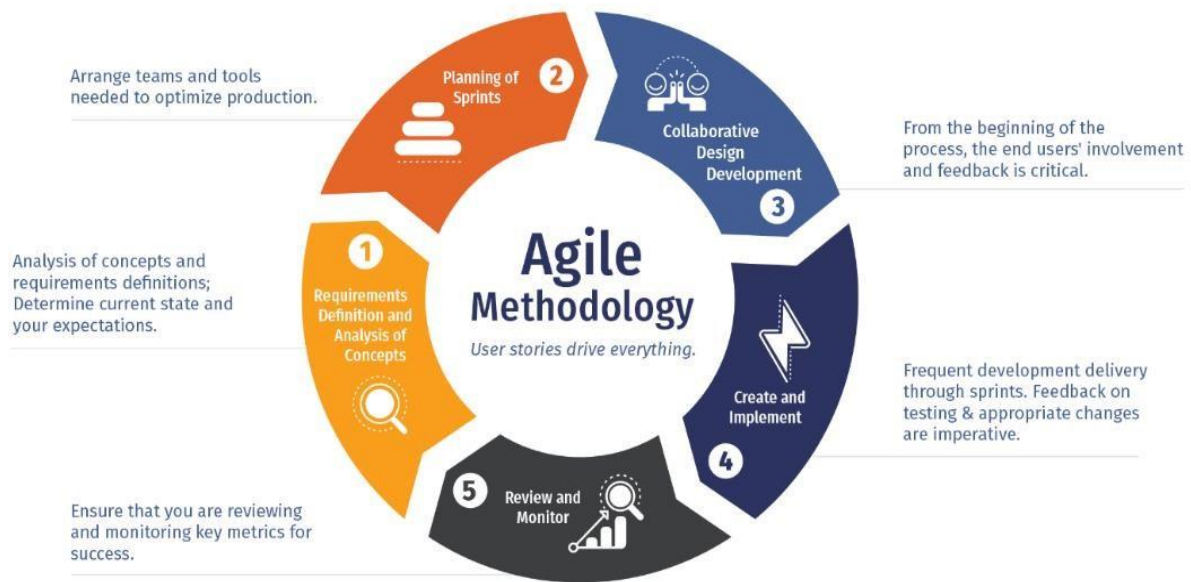 Agile
Methodology
User stories drive everything.
1
Requirements
Definition and
Analysis of
Concepts
Analysis of concepts and
requirements definitions;
Determine current state and
your expectations.
2
Planning of
Sprints
Arrange teams and tools
needed to optimize production.
3
Collaborative
Design
Development
From the beginning of the
process, the end users' involvement
and feedback is critical.
4
Create and
Implement
Frequent development delivery
through sprints. Feedback on
testing & appropriate changes
are imperative.
5
Review and
Monitor
Ensure that you are reviewing
and monitoring key metrics for
success.